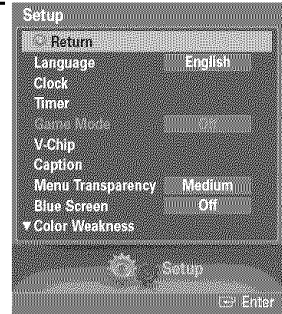 Setup
Return
Language English
Clock
Timer
Game Mode Off
V-Chip
Caption
Menu Transparency Medium
Blue Screen Off
▼Color Weakness
Setup
Enter